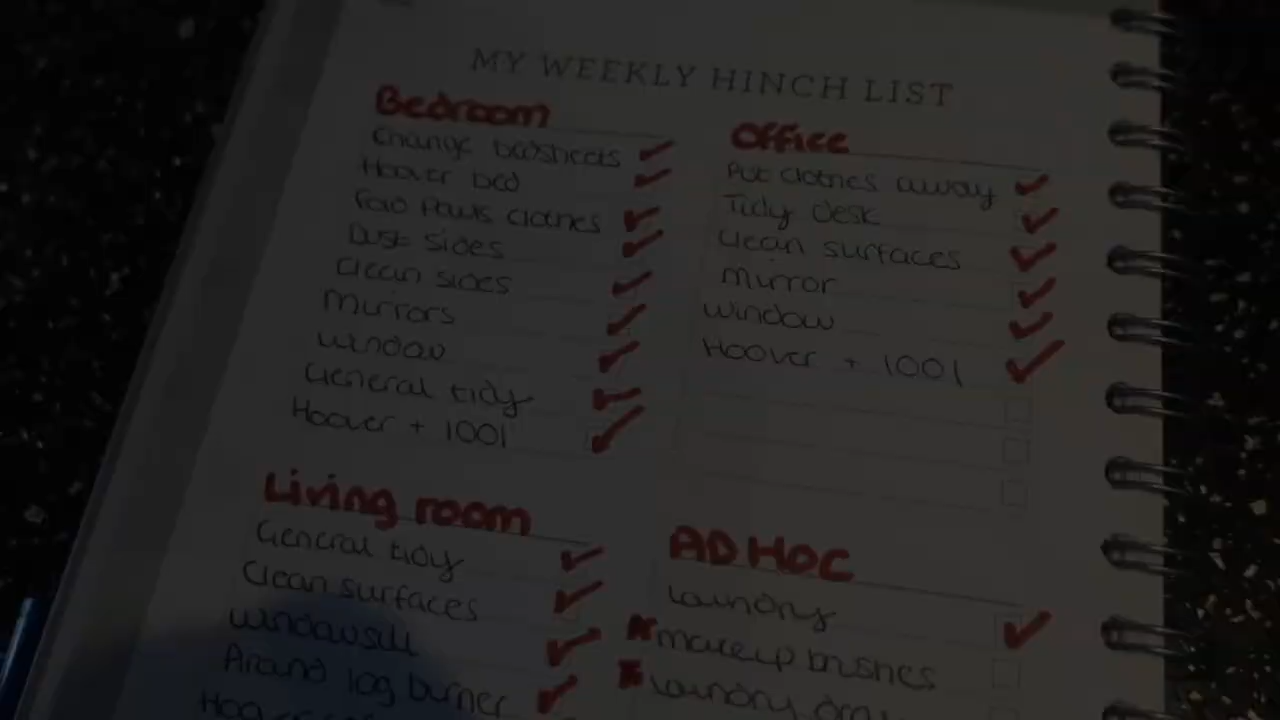 MY WEEKLY HINCH LIST
Bedroom
Change bedsheets
Hoover bed
Paul's clothes
Dust sides
Clean sides
Mirrors
Window
General tidy
Hoover + 1001
Living room
General tidy
Clean surfaces
Windowsill
Around log burner
Office
Put clothes away
Tidy desk
Clean surfaces
Mirror
Window
Hoover + 1001
AD HOC
Laundry
makeup brushes
Laundry